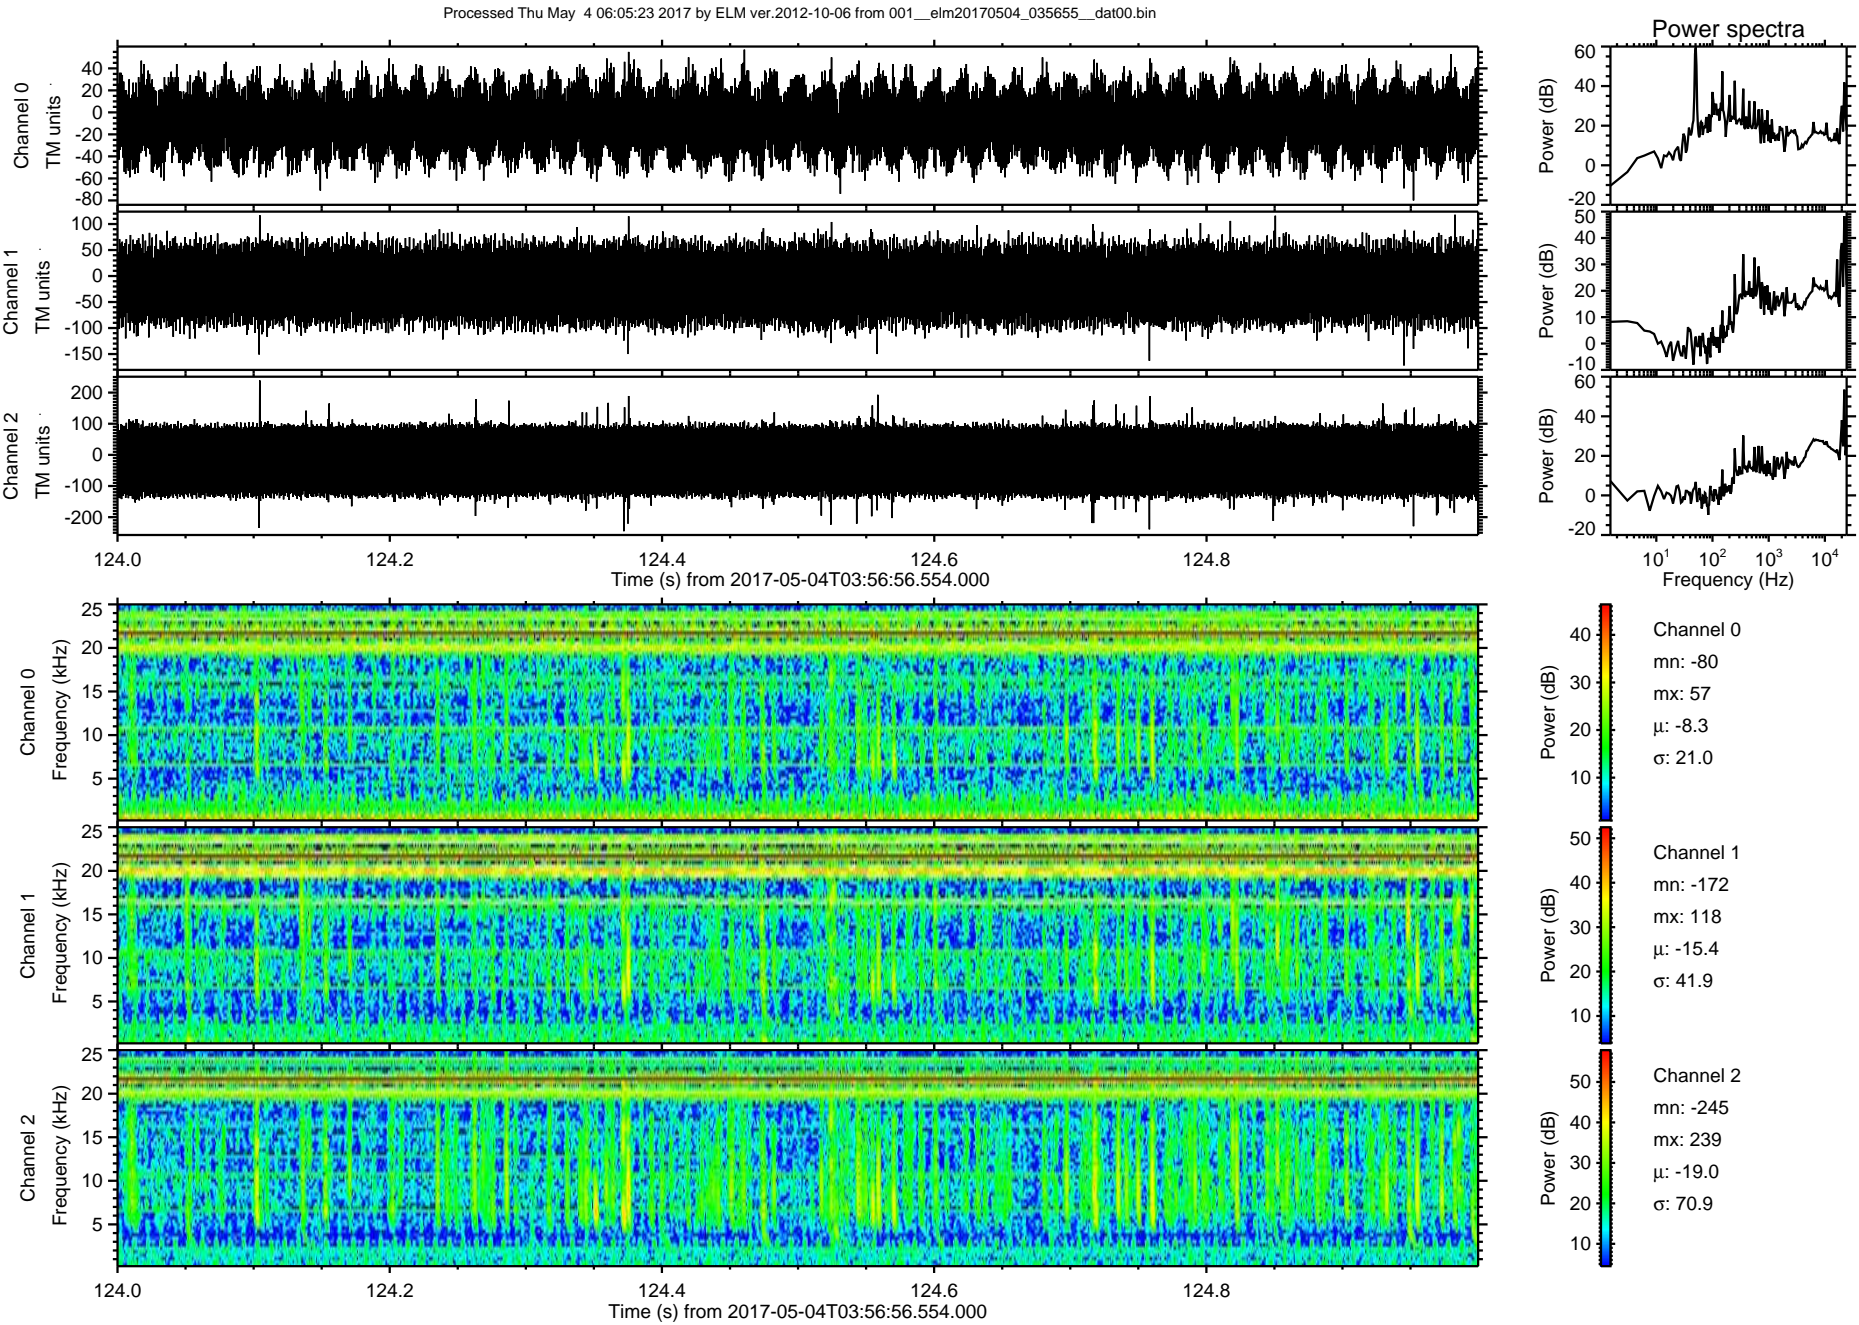 Processed Thu May  4 06:05:23 2017 by ELM ver.2012-10-06 from 001__elm20170504_035655__dat00.bin
Power spectra
Channel 0
TM units
40
20
0
-20
-40
-60
-80
Power (dB)
60
40
20
0
-20
Channel 1
TM units
100
50
0
-50
-100
-150
Power (dB)
50
40
30
20
10
0
-10
Channel 2
TM units
200
100
0
-100
-200
Power (dB)
60
40
20
0
-20
124.0 124.2 124.4 124.6 124.8
Time (s) from 2017-05-04T03:56:56.554.000
10^1 10^2 10^3 10^4
Frequency (Hz)
Channel 0
Frequency (kHz)
25
20
15
10
5
Power (dB)
40
30
20
10
Channel 0
mn: -80
mx: 57
μ: -8.3
σ: 21.0
Channel 1
Frequency (kHz)
25
20
15
10
5
Power (dB)
50
40
30
20
10
Channel 1
mn: -172
mx: 118
μ: -15.4
σ: 41.9
Channel 2
Frequency (kHz)
25
20
15
10
5
Power (dB)
50
40
30
20
10
Channel 2
mn: -245
mx: 239
μ: -19.0
σ: 70.9
124.0 124.2 124.4 124.6 124.8
Time (s) from 2017-05-04T03:56:56.554.000